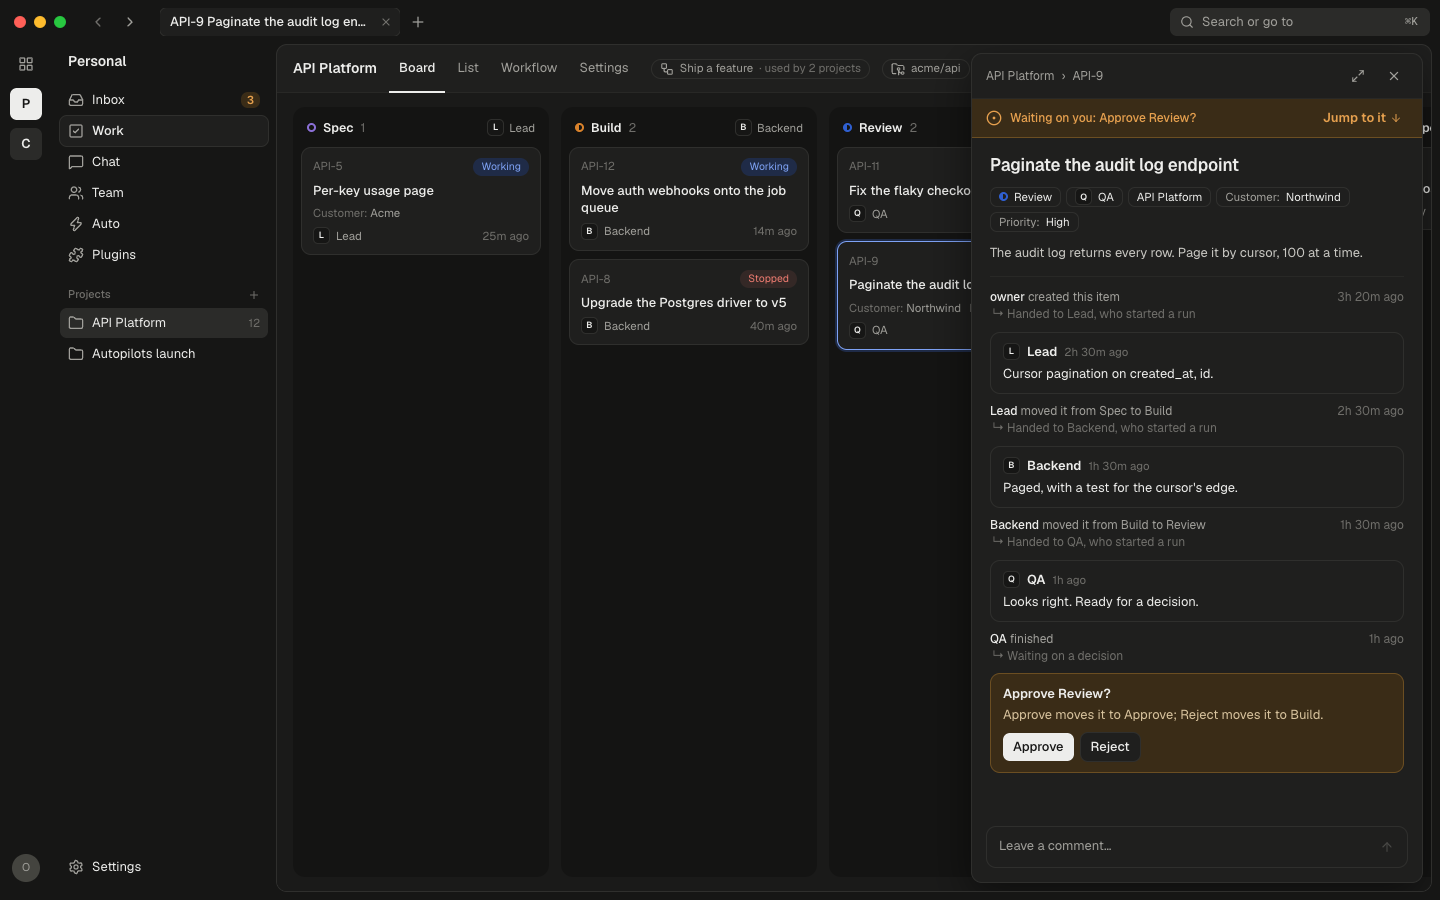 API-9 Paginate the audit log en…
Search or go to
⌘K
P
C
O
Personal
Inbox
3
Work
Chat
Team
Auto
Plugins
Projects
API Platform
12
Autopilots launch
Settings
API Platform
Board
List
Workflow
Settings
Ship a feature · used by 2 projects
acme/api
Spec 1
L Lead
API-5
Working
Per-key usage page
Customer: Acme
L Lead
25m ago
Build 2
B Backend
API-12
Working
Move auth webhooks onto the job
queue
B Backend
14m ago
API-8
Stopped
Upgrade the Postgres driver to v5
B Backend
40m ago
Review 2
API-11
Fix the flaky checko
Q QA
API-9
Paginate the audit lo
Customer: Northwind
Q QA
API Platform › API-9
Waiting on you: Approve Review?
Jump to it ↓
Paginate the audit log endpoint
Review
Q QA
API Platform
Customer: Northwind
Priority: High
The audit log returns every row. Page it by cursor, 100 at a time.
owner created this item
3h 20m ago
Handed to Lead, who started a run
L Lead 2h 30m ago
Cursor pagination on created_at, id.
Lead moved it from Spec to Build
2h 30m ago
Handed to Backend, who started a run
B Backend 1h 30m ago
Paged, with a test for the cursor's edge.
Backend moved it from Build to Review
1h 30m ago
Handed to QA, who started a run
Q QA 1h ago
Looks right. Ready for a decision.
QA finished
1h ago
Waiting on a decision
Approve Review?
Approve moves it to Approve; Reject moves it to Build.
Approve
Reject
Leave a comment…